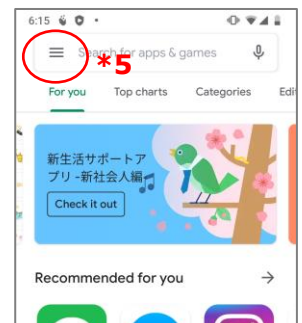 6:15
Search for apps & games
*5
For you Top charts Categories Edi
新生活サポートア
プリ -新社会人編-
Check it out
Recommended for you